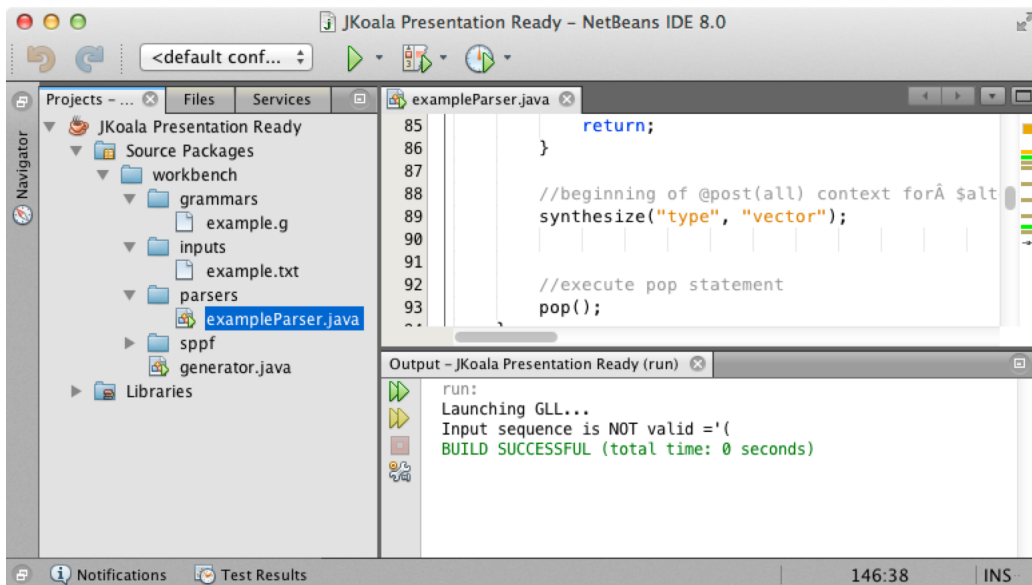 JKoala Presentation Ready – NetBeans IDE 8.0
<default conf...
Projects – ...
Files
Services
Navigator
JKoala Presentation Ready
Source Packages
workbench
grammars
example.g
inputs
example.txt
parsers
exampleParser.java
sppf
generator.java
Libraries
exampleParser.java
85 return;
86 }
87
88 //beginning of @post(all) context forÂ $alt
89 synthesize("type", "vector");
90
91
92 //execute pop statement
93 pop();
Output – JKoala Presentation Ready (run)
run:
Launching GLL...
Input sequence is NOT valid ='(
BUILD SUCCESSFUL (total time: 0 seconds)
Notifications
Test Results
146:38
INS